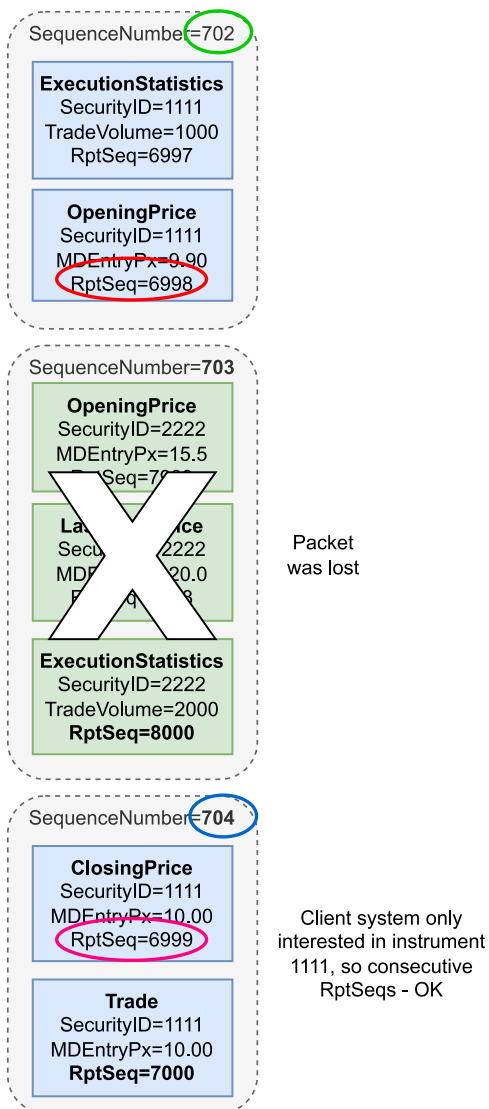 SequenceNumber=702
ExecutionStatistics
SecurityID=1111
TradeVolume=1000
RptSeq=6997
OpeningPrice
SecurityID=1111
MDEntryPx=9.90
RptSeq=6998
SequenceNumber=703
OpeningPrice
SecurityID=2222
MDEntryPx=15.5
ExecutionStatistics
SecurityID=2222
TradeVolume=2000
RptSeq=8000
Packet
was lost
SequenceNumber=704
ClosingPrice
SecurityID=1111
MDEntryPx=10.00
RptSeq=6999
Trade
SecurityID=1111
MDEntryPx=10.00
RptSeq=7000
Client system only
interested in instrument
1111, so consecutive
RptSeqs - OK